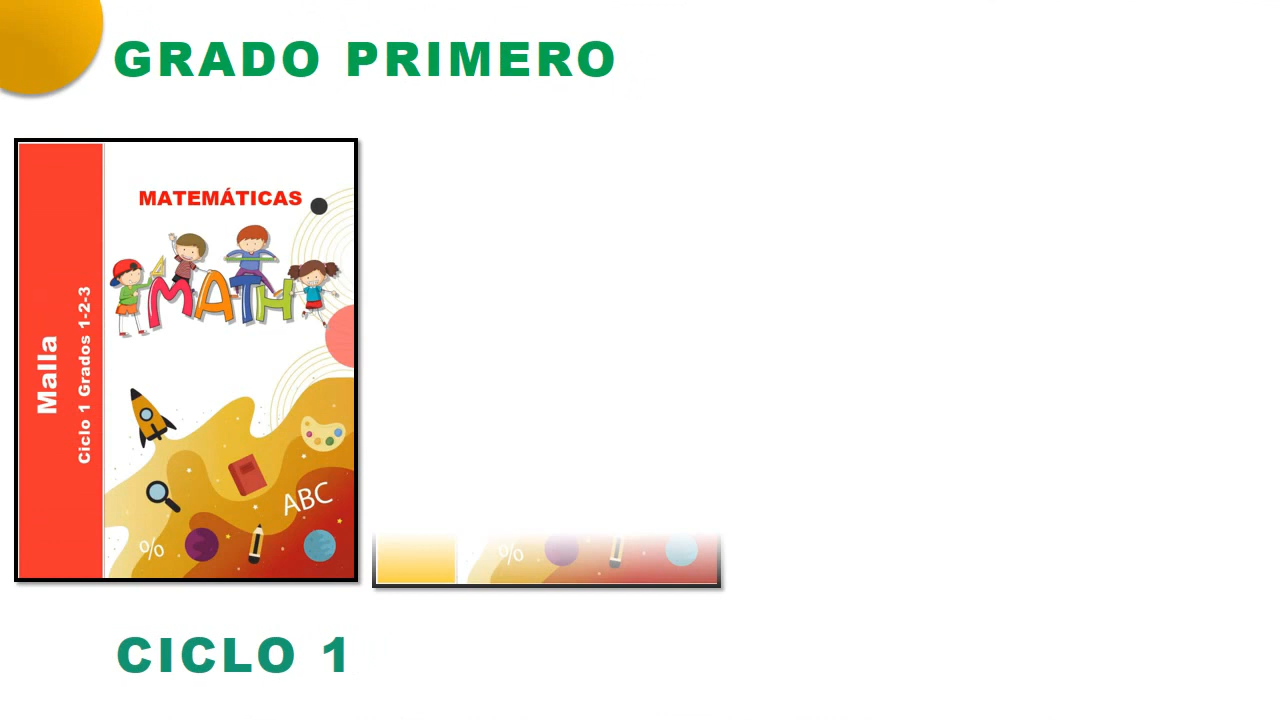 GRADO PRIMERO
MATEMÁTICAS
MATH
Malla
Ciclo 1 Grados 1-2-3
ABC
%
%
CICLO 1